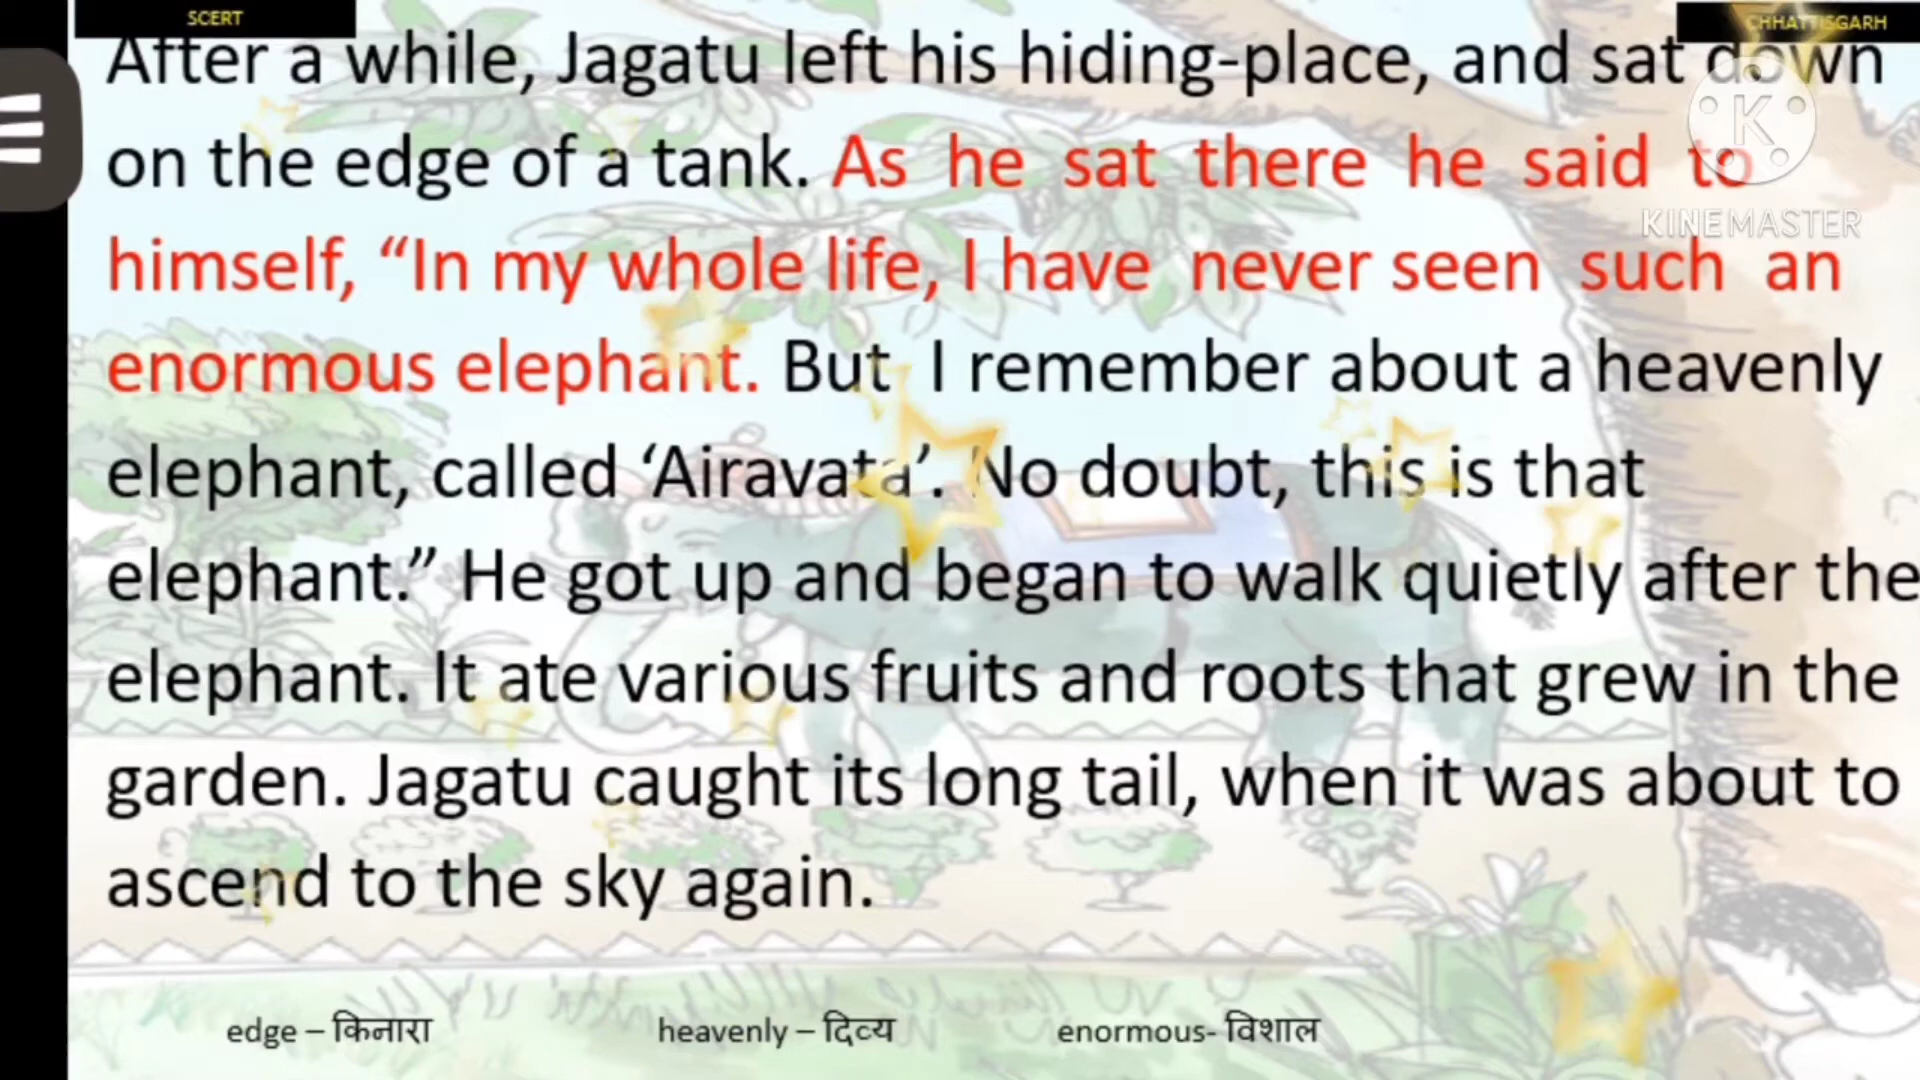 SCERT
CHHATTISGARH
After a while, Jagatu left his hiding-place, and sat down
on the edge of a tank. As he sat there he said to
himself, “In my whole life, I have never seen such an
enormous elephant. But I remember about a heavenly
elephant, called ‘Airavata’. No doubt, this is that
elephant.” He got up and began to walk quietly after the
elephant. It ate various fruits and roots that grew in the
garden. Jagatu caught its long tail, when it was about to
ascend to the sky again.
edge – किनारा heavenly – दिव्य enormous- विशाल
K
KINEMASTER